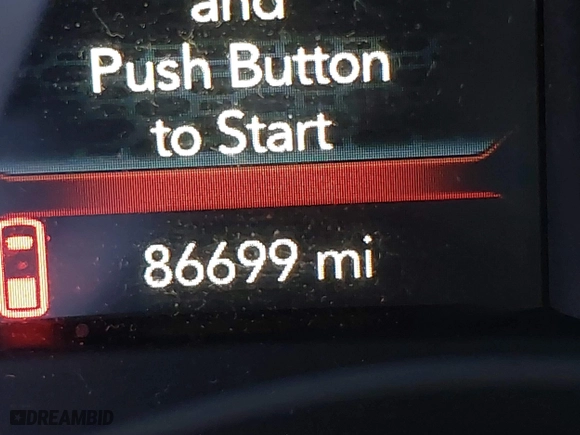 and
Push Button
to Start
86699 mi
DREAMBID